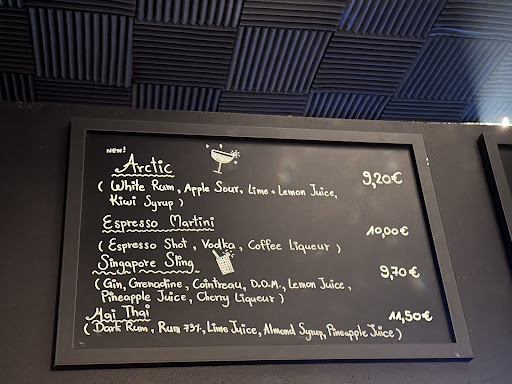 NEW!
Arctic 9,20€
( White Rum, Apple Sour, Lime + Lemon Juice,
Kiwi Syrup )
Espresso Martini 10,00€
( Espresso Shot, Vodka, Coffee Liqueur )
Singapore Sling 9,70€
( Gin, Grenadine, Cointreau, D.O.M., Lemon Juice,
Pineapple Juice, Cherry Liqueur )
Mai Thai 11,50€
( Dark Rum, Rum 73%, Lime Juice, Almond Syrup, Pineapple Juice )